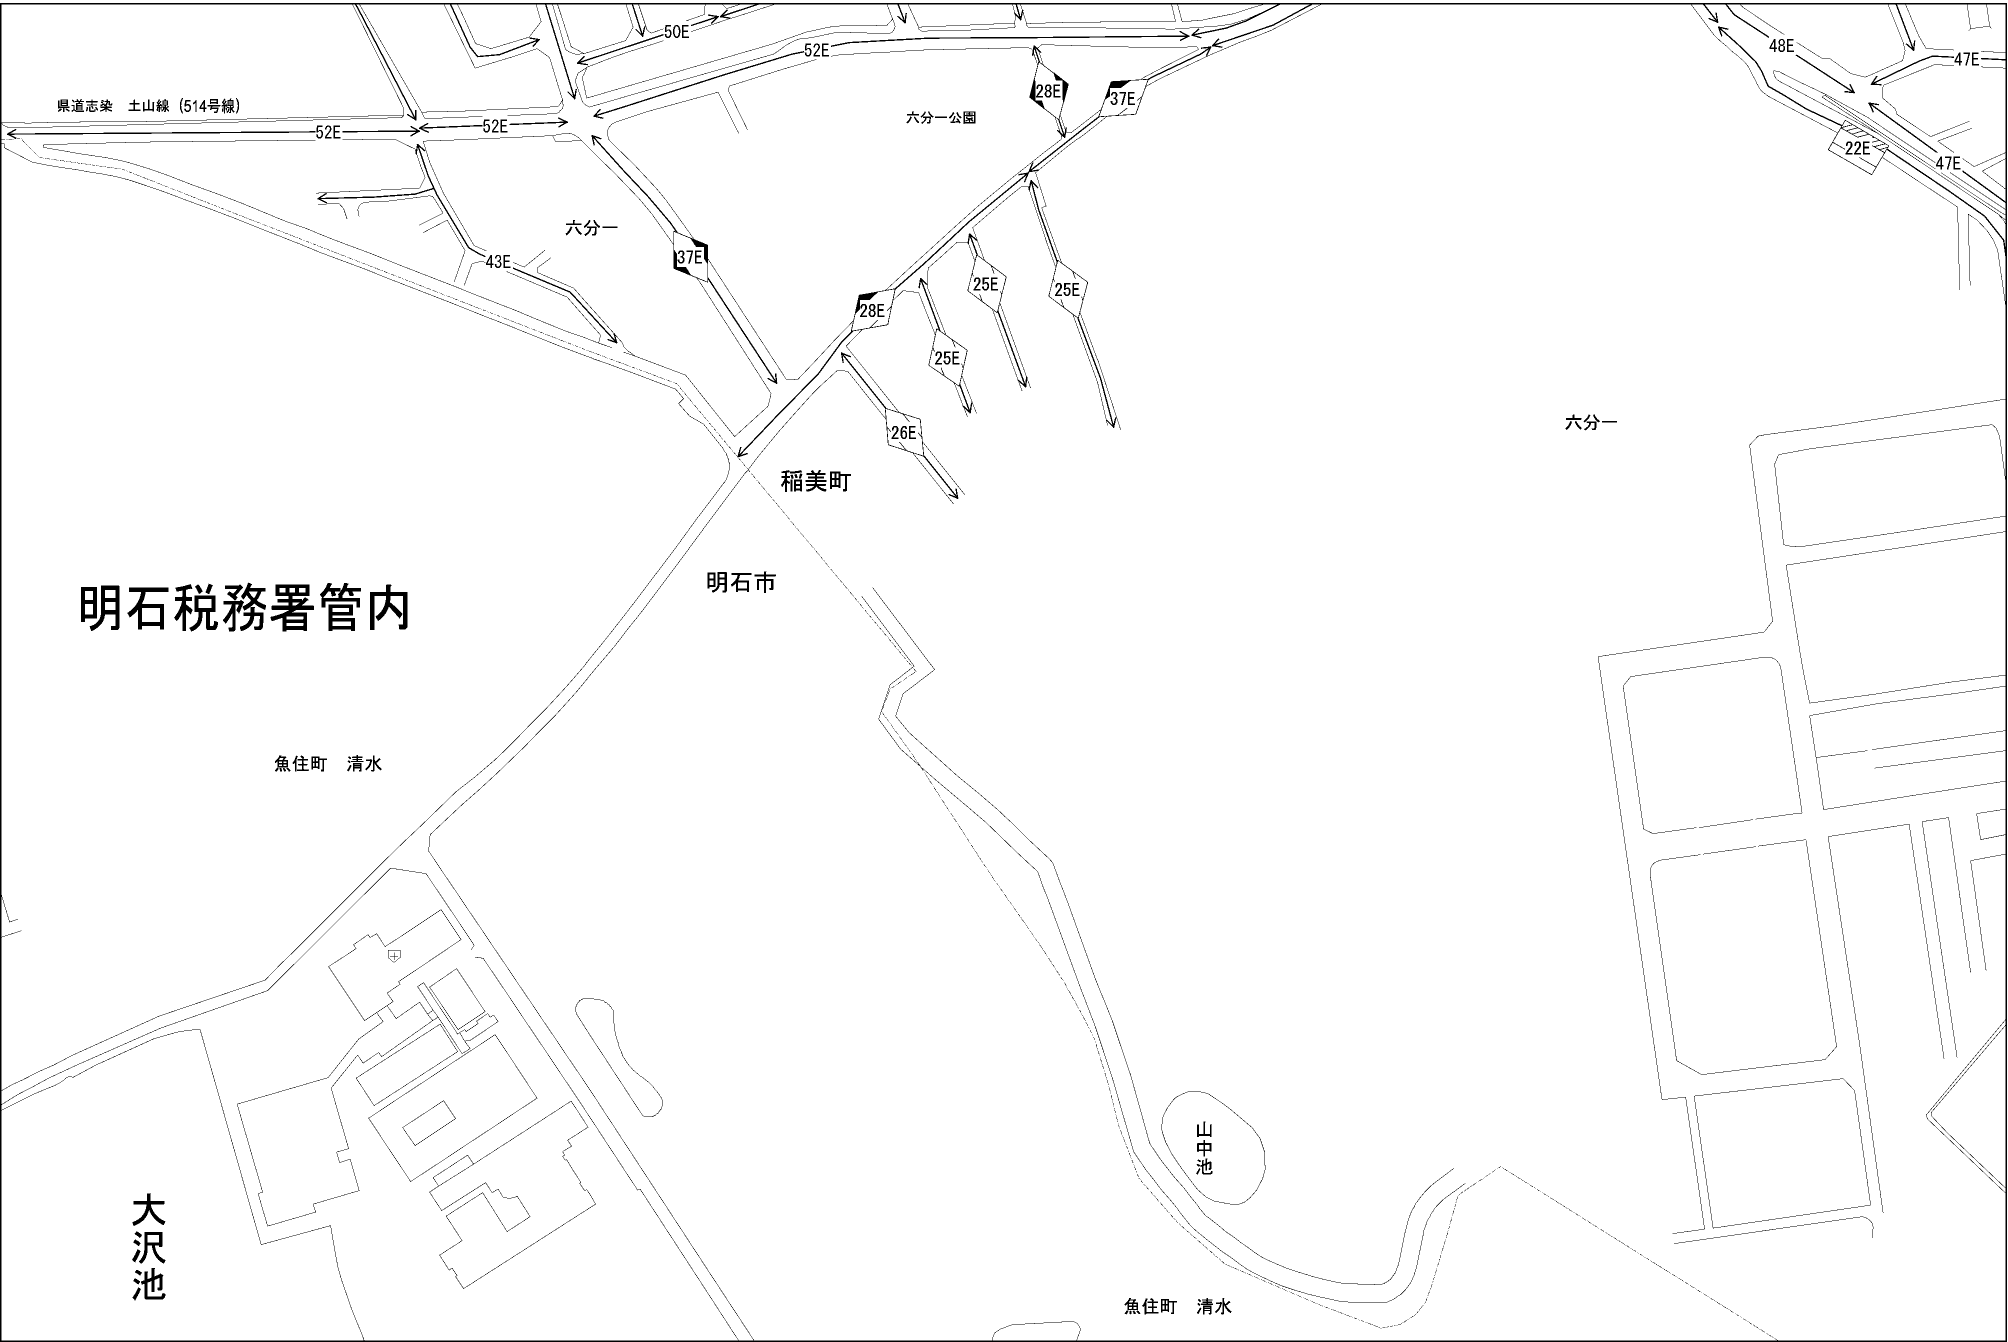 50E
52E
48E
47E
28E
37E
県道志染　土山線（514号線）
六分一公園
52E
52E
22E
47E
六分一
43E
37E
25E
25E
28E
25E
26E
六分一
稲美町
明石市
明石税務署管内
魚住町　清水
山中池
大沢池
魚住町　清水